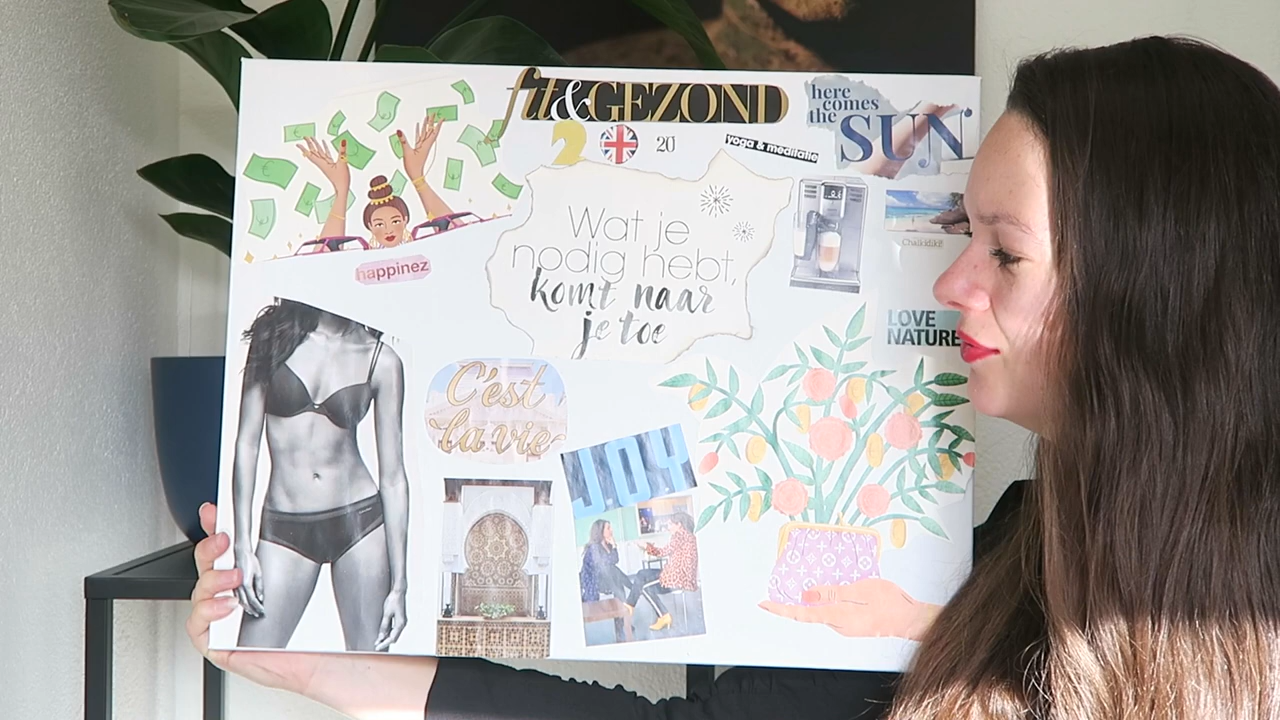 fit&GEZOND
here
comes
the
SUN
2
20
yoga & meditatie
happinez
Wat je
nodig hebt,
komt naar
je toe
Chalkidiki!
LOVE
NATURE
C'est
la vie
JOY